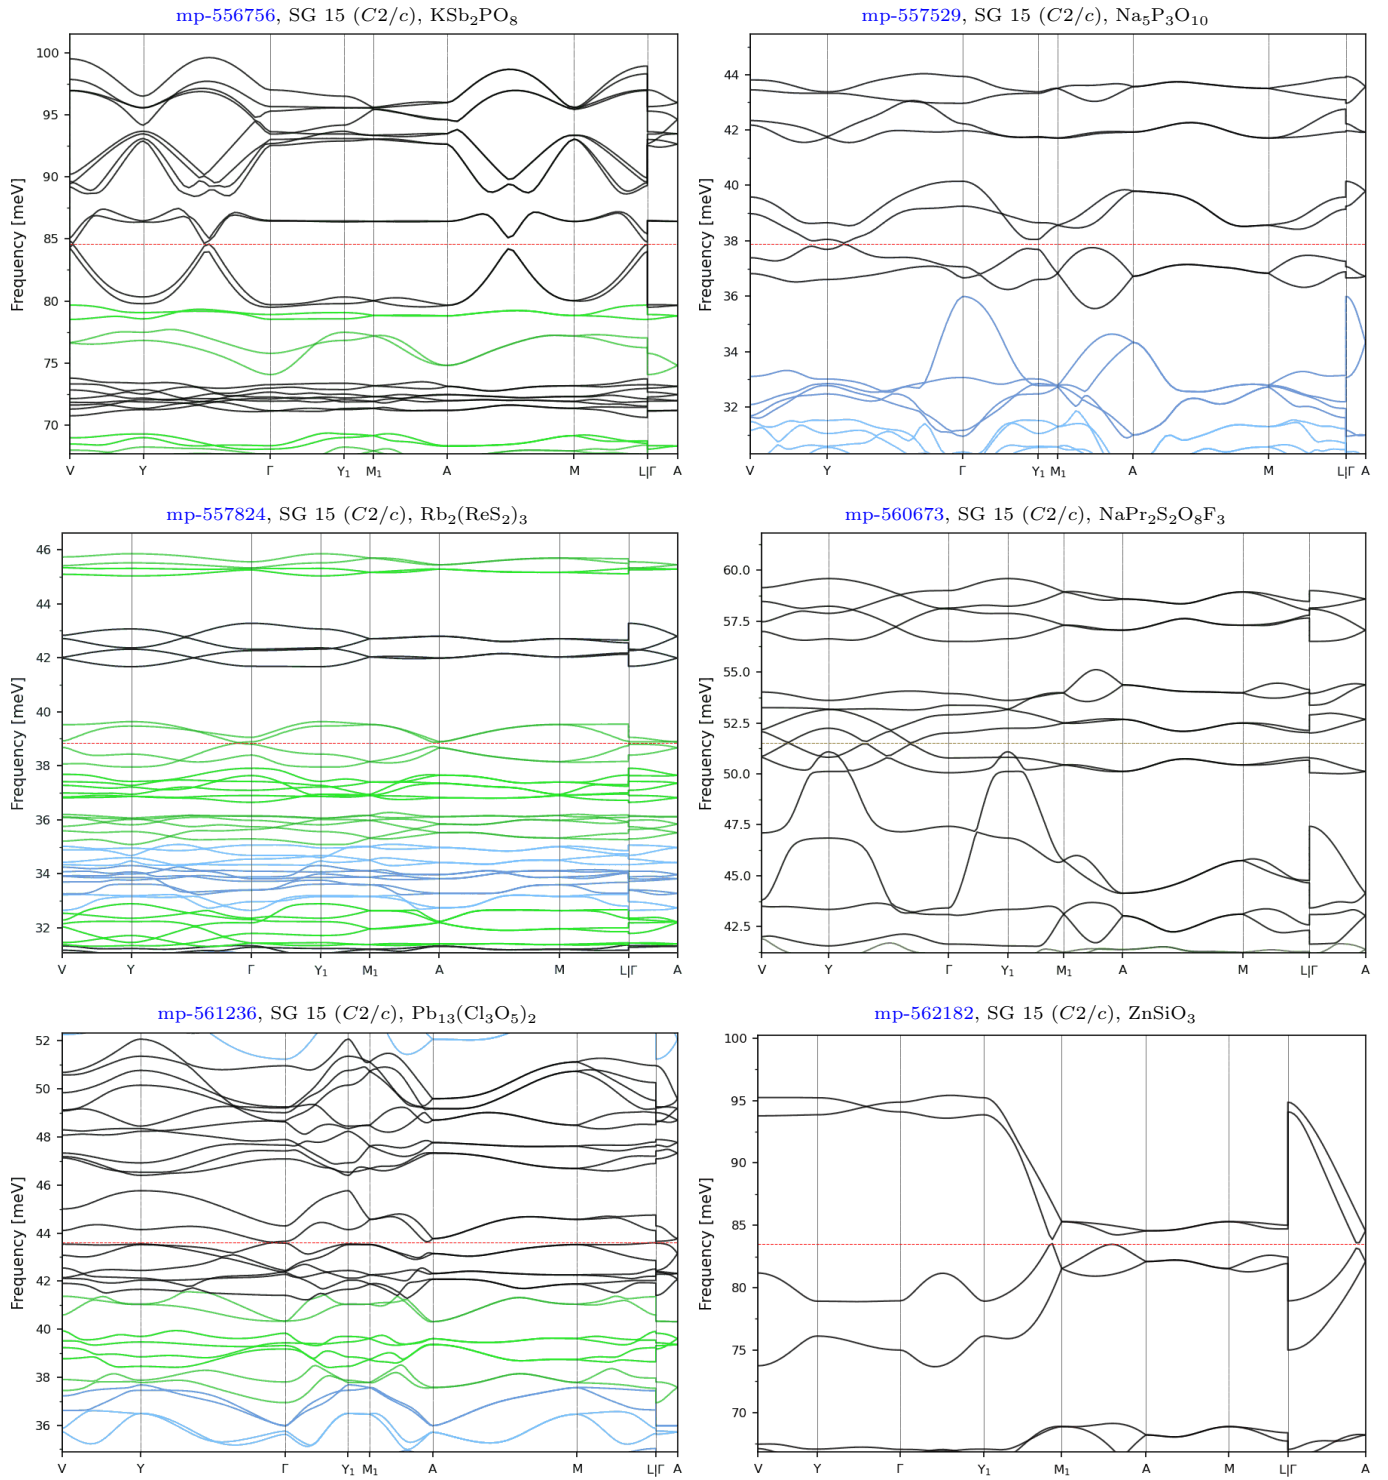 mp-556756, SG 15 (C2/c), KSb₂PO₈
Frequency [meV]
100
95
90
85
80
75
70
V Y Γ Y₁ M₁ A M L|Γ A
mp-557529, SG 15 (C2/c), Na₅P₃O₁₀
Frequency [meV]
44
42
40
38
36
34
32
V Y Γ Y₁ M₁ A M L|Γ A
mp-557824, SG 15 (C2/c), Rb₂(ReS₂)₃
Frequency [meV]
46
44
42
40
38
36
34
32
V Y Γ Y₁ M₁ A M L|Γ A
mp-560673, SG 15 (C2/c), NaPr₂S₂O₈F₃
Frequency [meV]
60.0
57.5
55.0
52.5
50.0
47.5
45.0
42.5
V Y Γ Y₁ M₁ A M L|Γ A
mp-561236, SG 15 (C2/c), Pb₁₃(Cl₃O₅)₂
Frequency [meV]
52
50
48
46
44
42
40
38
36
V Y Γ Y₁ M₁ A M L|Γ A
mp-562182, SG 15 (C2/c), ZnSiO₃
Frequency [meV]
100
95
90
85
80
75
70
V Y Γ Y₁ M₁ A M L|Γ A